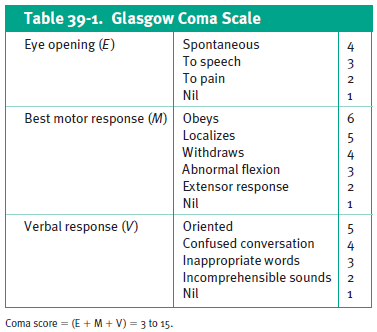 Table 39-1. Glasgow Coma Scale
Eye opening (E) Spontaneous 4
To speech 3
To pain 2
Nil 1
Best motor response (M) Obeys 6
Localizes 5
Withdraws 4
Abnormal flexion 3
Extensor response 2
Nil 1
Verbal response (V) Oriented 5
Confused conversation 4
Inappropriate words 3
Incomprehensible sounds 2
Nil 1
Coma score = (E + M + V) = 3 to 15.